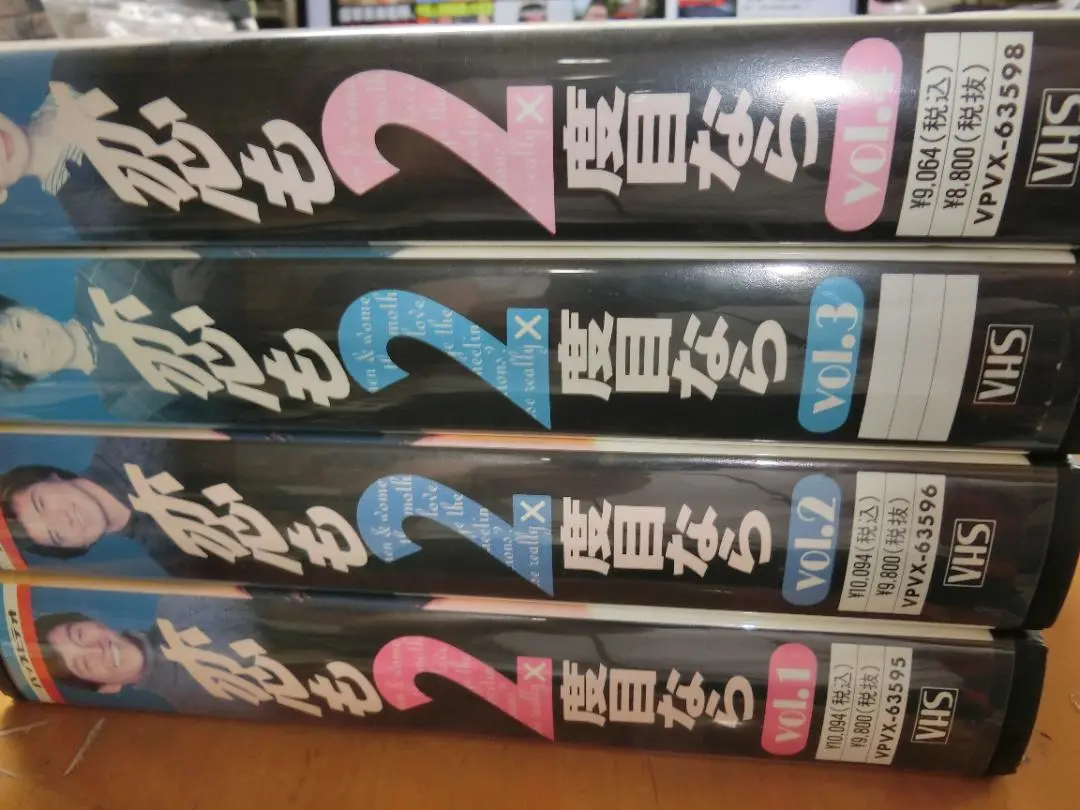 恋も2度目なら
vol.4
¥9,064(税込)
¥8,800(税抜)
VPVX-63598
VHS
恋も2度目なら
vol.3
VHS
恋も2度目なら
vol.2
¥10,094(税込)
¥9,800(税抜)
VPVX-63596
VHS
恋も2度目なら
vol.1
¥10,094(税込)
¥9,800(税抜)
VPVX-63595
VHS